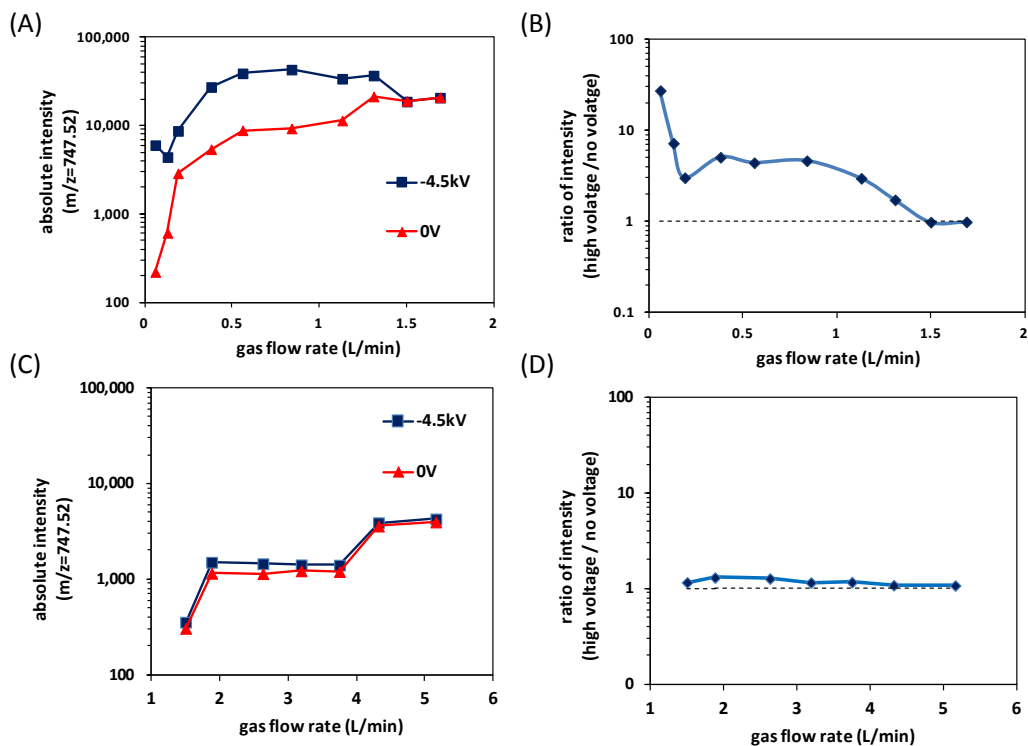 (A)
absolute intensity
(m/z=747.52)
100,000
10,000
1,000
100
-4.5kV
0V
0 0.5 1 1.5 2
gas flow rate (L/min)
(B)
ratio of intensity
(high volatge /no volatge)
100
10
1
0.1
0 0.5 1 1.5 2
gas flow rate (L/min)
(C)
absolute intensity
(m/z=747.52)
100,000
10,000
1,000
100
-4.5kV
0V
1 2 3 4 5 6
gas flow rate (L/min)
(D)
ratio of intensity
(high voltage / no voltage)
100
10
1
0
1 2 3 4 5 6
gas flow rate (L/min)